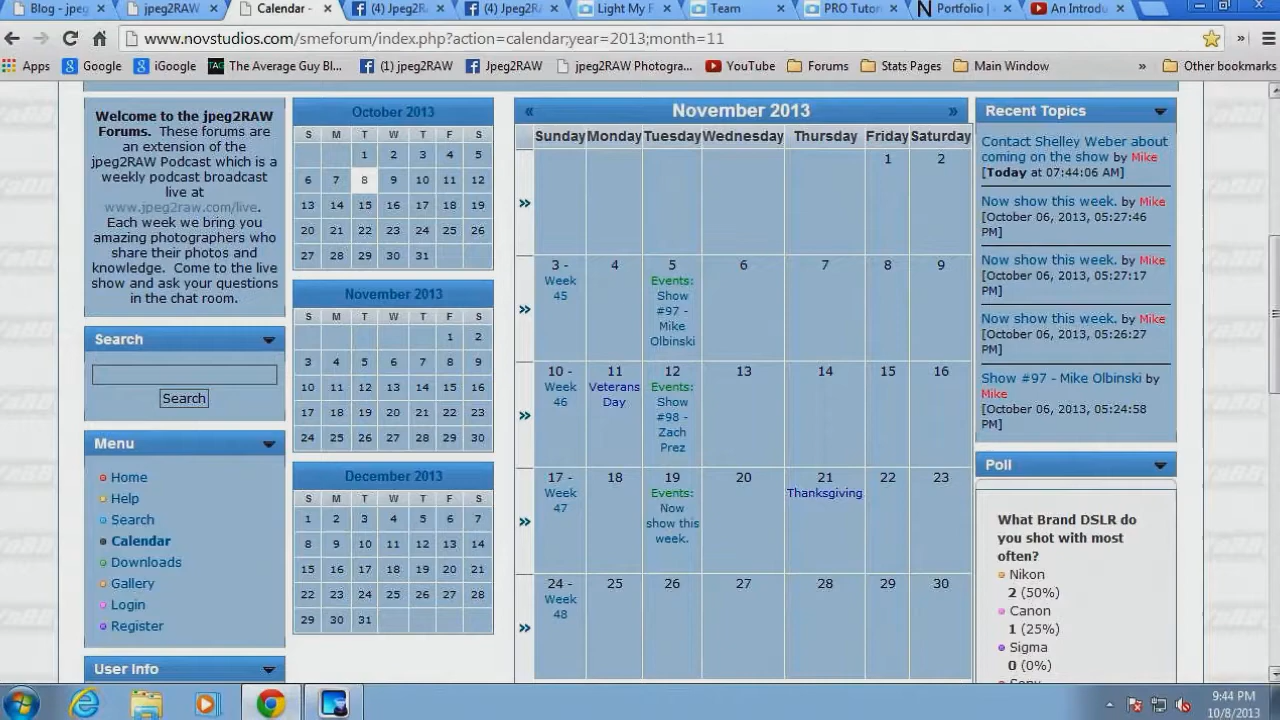 Blog - jpeg jpeg2RAW Calendar - (4) Jpeg2R (4) Jpeg2R Light My F Team PRO Tutor Portfolio | An Introdu
www.novstudios.com/smeforum/index.php?action=calendar;year=2013;month=11
Apps Google iGoogle The Average Guy Bl... (1) jpeg2RAW Jpeg2RAW jpeg2RAW Photogra... YouTube Forums Stats Pages Main Window » Other bookmarks
Welcome to the jpeg2RAW
Forums. These forums are
an extension of the
jpeg2RAW Podcast which is a
weekly podcast broadcast
live at
www.jpeg2raw.com/live.
Each week we bring you
amazing photographers who
share their photos and
knowledge. Come to the live
show and ask your questions
in the chat room.
Search
Search
Menu
Home
Help
Search
Calendar
Downloads
Gallery
Login
Register
User Info
October 2013
S M T W T F S
1 2 3 4 5
6 7 8 9 10 11 12
13 14 15 16 17 18 19
20 21 22 23 24 25 26
27 28 29 30 31
November 2013
S M T W T F S
1 2
3 4 5 6 7 8 9
10 11 12 13 14 15 16
17 18 19 20 21 22 23
24 25 26 27 28 29 30
December 2013
S M T W T F S
1 2 3 4 5 6 7
8 9 10 11 12 13 14
15 16 17 18 19 20 21
22 23 24 25 26 27 28
29 30 31
« November 2013 »
Sunday Monday Tuesday Wednesday Thursday Friday Saturday
1 2
»
3 - 4 5 6 7 8 9
Week Events:
45 Show
» #97 -
Mike
Olbinski
10 - 11 12 13 14 15 16
Week Veterans Events:
46 Day Show
» #98 -
Zach
Prez
17 - 18 19 20 21 22 23
Week Events: Thanksgiving
47 Now
» show this
week.
24 - 25 26 27 28 29 30
Week
48
»
Recent Topics
Contact Shelley Weber about
coming on the show by Mike
[Today at 07:44:06 AM]
Now show this week. by Mike
[October 06, 2013, 05:27:46
PM]
Now show this week. by Mike
[October 06, 2013, 05:27:17
PM]
Now show this week. by Mike
[October 06, 2013, 05:26:27
PM]
Show #97 - Mike Olbinski by
Mike
[October 06, 2013, 05:24:58
PM]
Poll
What Brand DSLR do
you shot with most
often?
Nikon
2 (50%)
Canon
1 (25%)
Sigma
0 (0%)
9:44 PM
10/8/2013